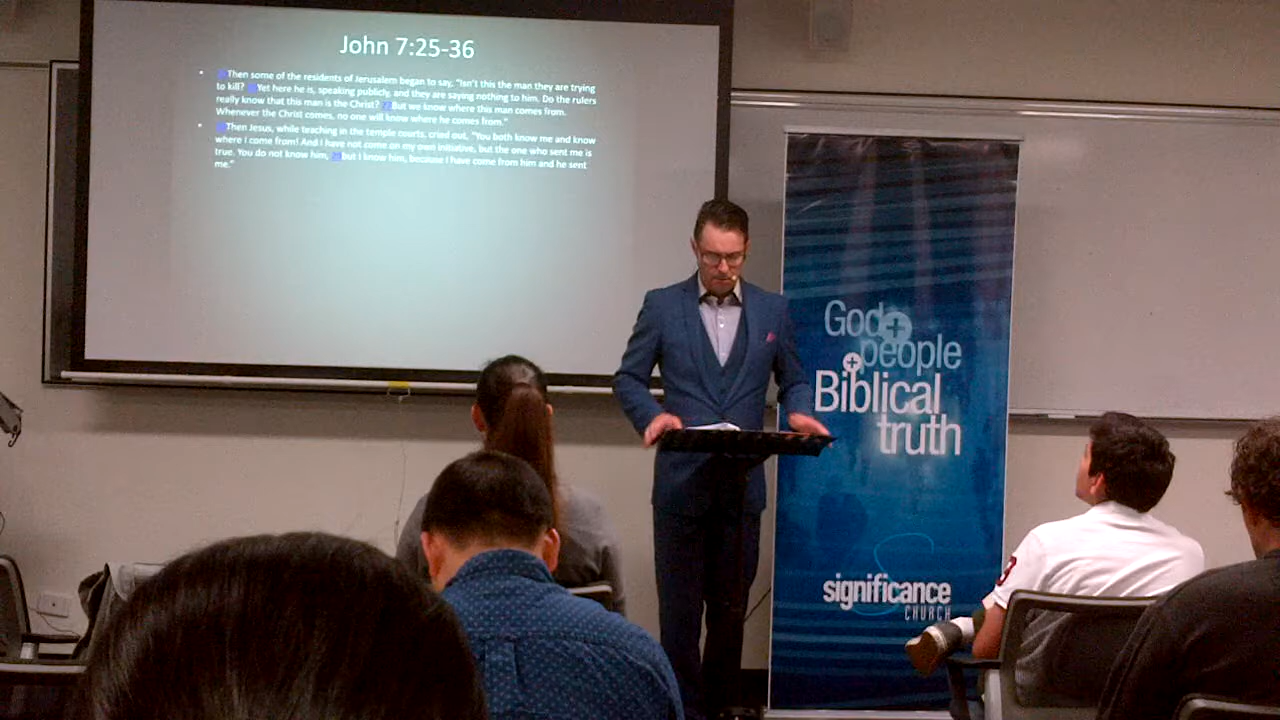 John 7:25-36
• Then some of the residents of Jerusalem began to say, "Isn't this the man they are trying
to kill? Yet here he is, speaking publicly, and they are saying nothing to him. Do the rulers
really know that this man is the Christ? 27But we know where this man comes from.
Whenever the Christ comes, no one will know where he comes from."
• Then Jesus, while teaching in the temple courts, cried out, "You both know me and know
where I come from! And I have not come on my own initiative, but the one who sent me is
true. You do not know him, but I know him, because I have come from him and he sent
me."
God+
+people
Biblical
truth
significance
CHURCH